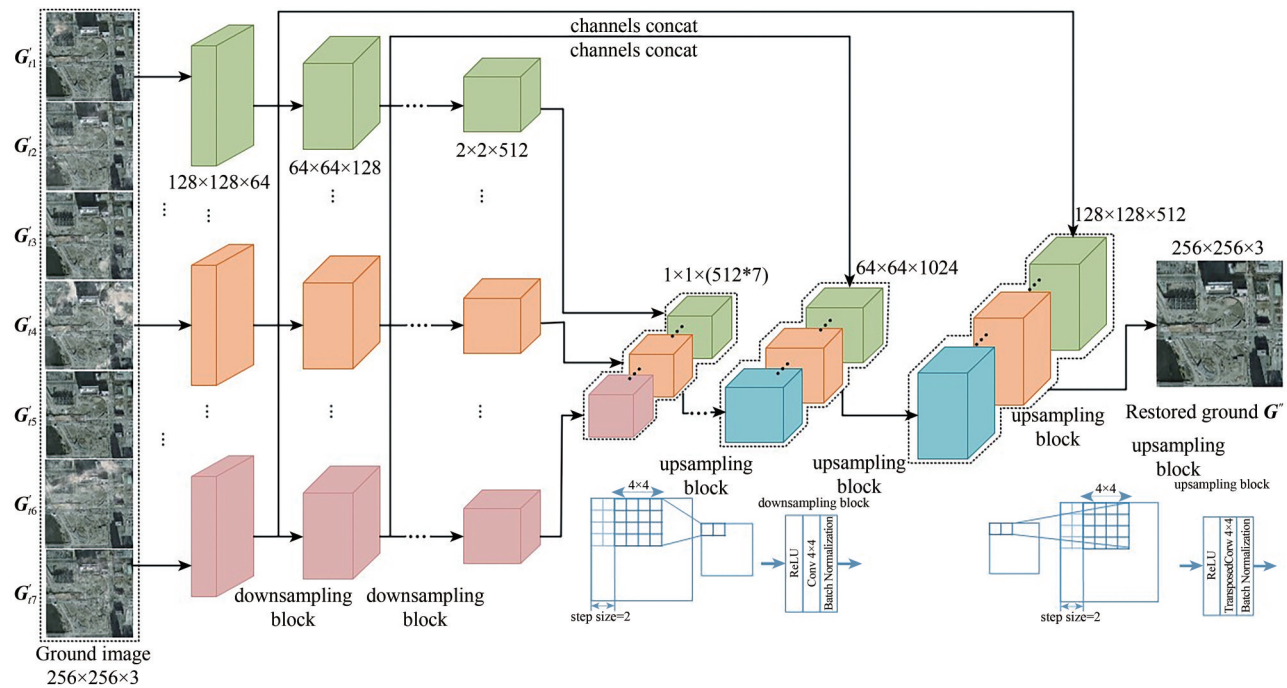 channels concat
channels concat
G′t1
G′t2
G′t3
G′t4
G′t5
G′t6
G′t7
Ground image
256×256×3
128×128×64
64×64×128
2×2×512
1×1×(512*7)
64×64×1024
128×128×512
256×256×3
Restored ground G″
downsampling
block
downsampling
block
upsampling
block
upsampling
block
upsampling
block
upsampling
block
4×4
step size=2
downsampling block
ReLU
Conv 4×4
Batch Normalization
4×4
step size=2
upsampling block
ReLU
TransposedCorw 4×4
Batch Normalization